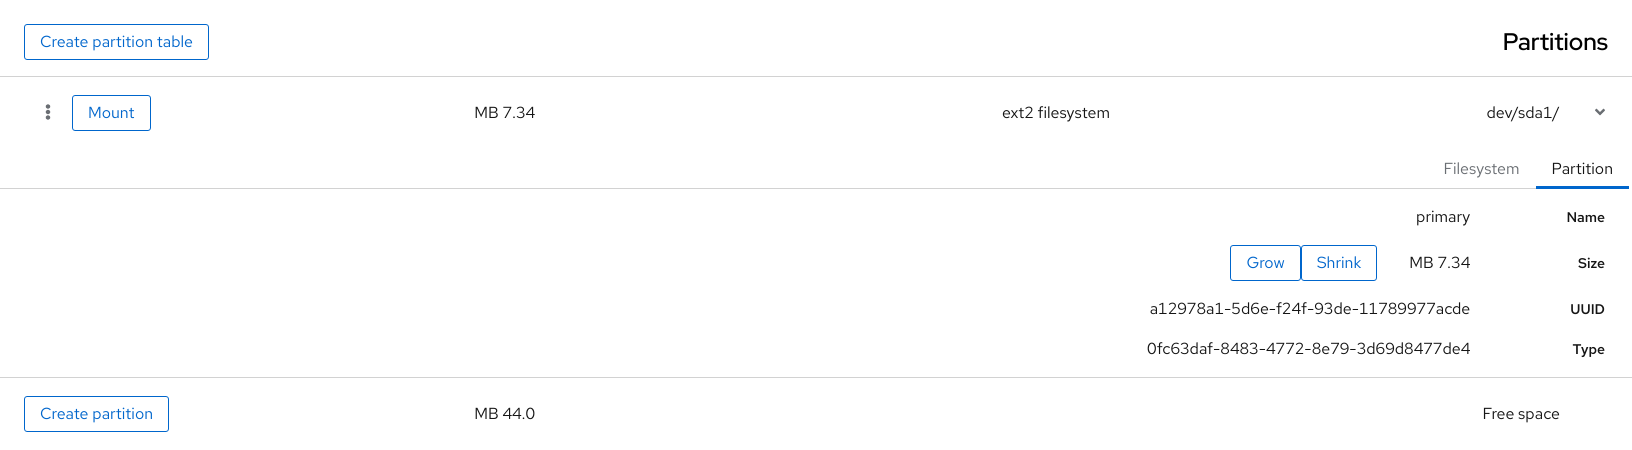 Partitions
Create partition table
dev/sda1/
ext2 filesystem
MB 7.34
Mount
Partition
Filesystem
Name
primary
Size
MB 7.34
Shrink
Grow
UUID
a12978a1-5d6e-f24f-93de-11789977acde
Type
0fc63daf-8483-4772-8e79-3d69d8477de4
Free space
MB 44.0
Create partition